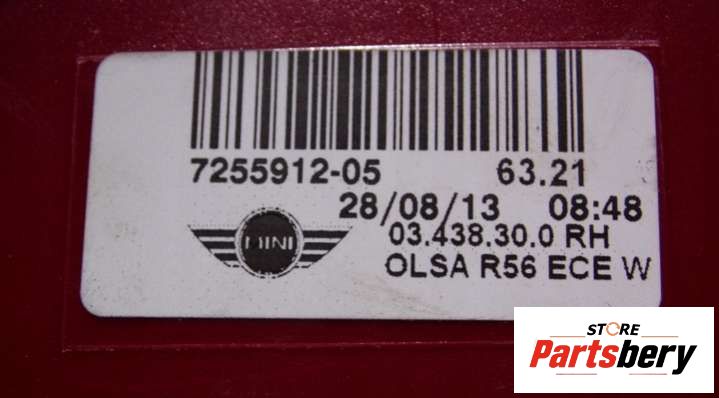 7255912-05 63.21
28/08/13 08:48
MINI
03.438.30.0 RH
OLSA R56 ECE W
STORE
Partsbery